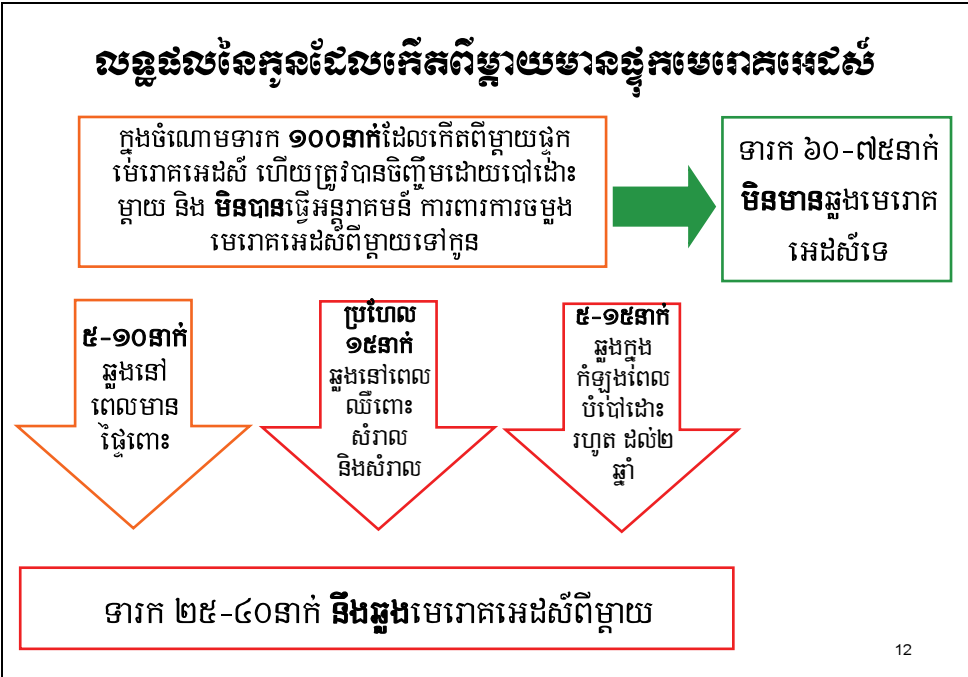 លទ្ធផលនៃកូនដែលកើតពីម្តាយមានផ្ទុកមេរោគអេដស៍
ក្នុងចំណោមទារក ១០០នាក់ដែលកើតពីម្តាយផ្ទុក
មេរោគអេដស៍ ហើយត្រូវបានចិញ្ចឹមដោយបៅដោះ
ម្តាយ និង មិនបានធ្វើអន្តរាគមន៍ ការពារការចម្លង
មេរោគអេដស៍ពីម្តាយទៅកូន
ទារក ៦០-៧៥នាក់
មិនមានឆ្លងមេរោគ
អេដស៍ទេ
៥-១០នាក់
ឆ្លងនៅ
ពេលមាន
ផ្ទៃពោះ
ប្រហែល
១៥នាក់
ឆ្លងនៅពេល
ឈឺពោះ
សំរាល
និងសំរាល
៥-១៥នាក់
ឆ្លងក្នុង
កំឡុងពេល
បំបៅដោះ
រហូត ដល់២
ឆ្នាំ
ទារក ២៥-៤០នាក់ នឹងឆ្លងមេរោគអេដស៍ពីម្តាយ
12